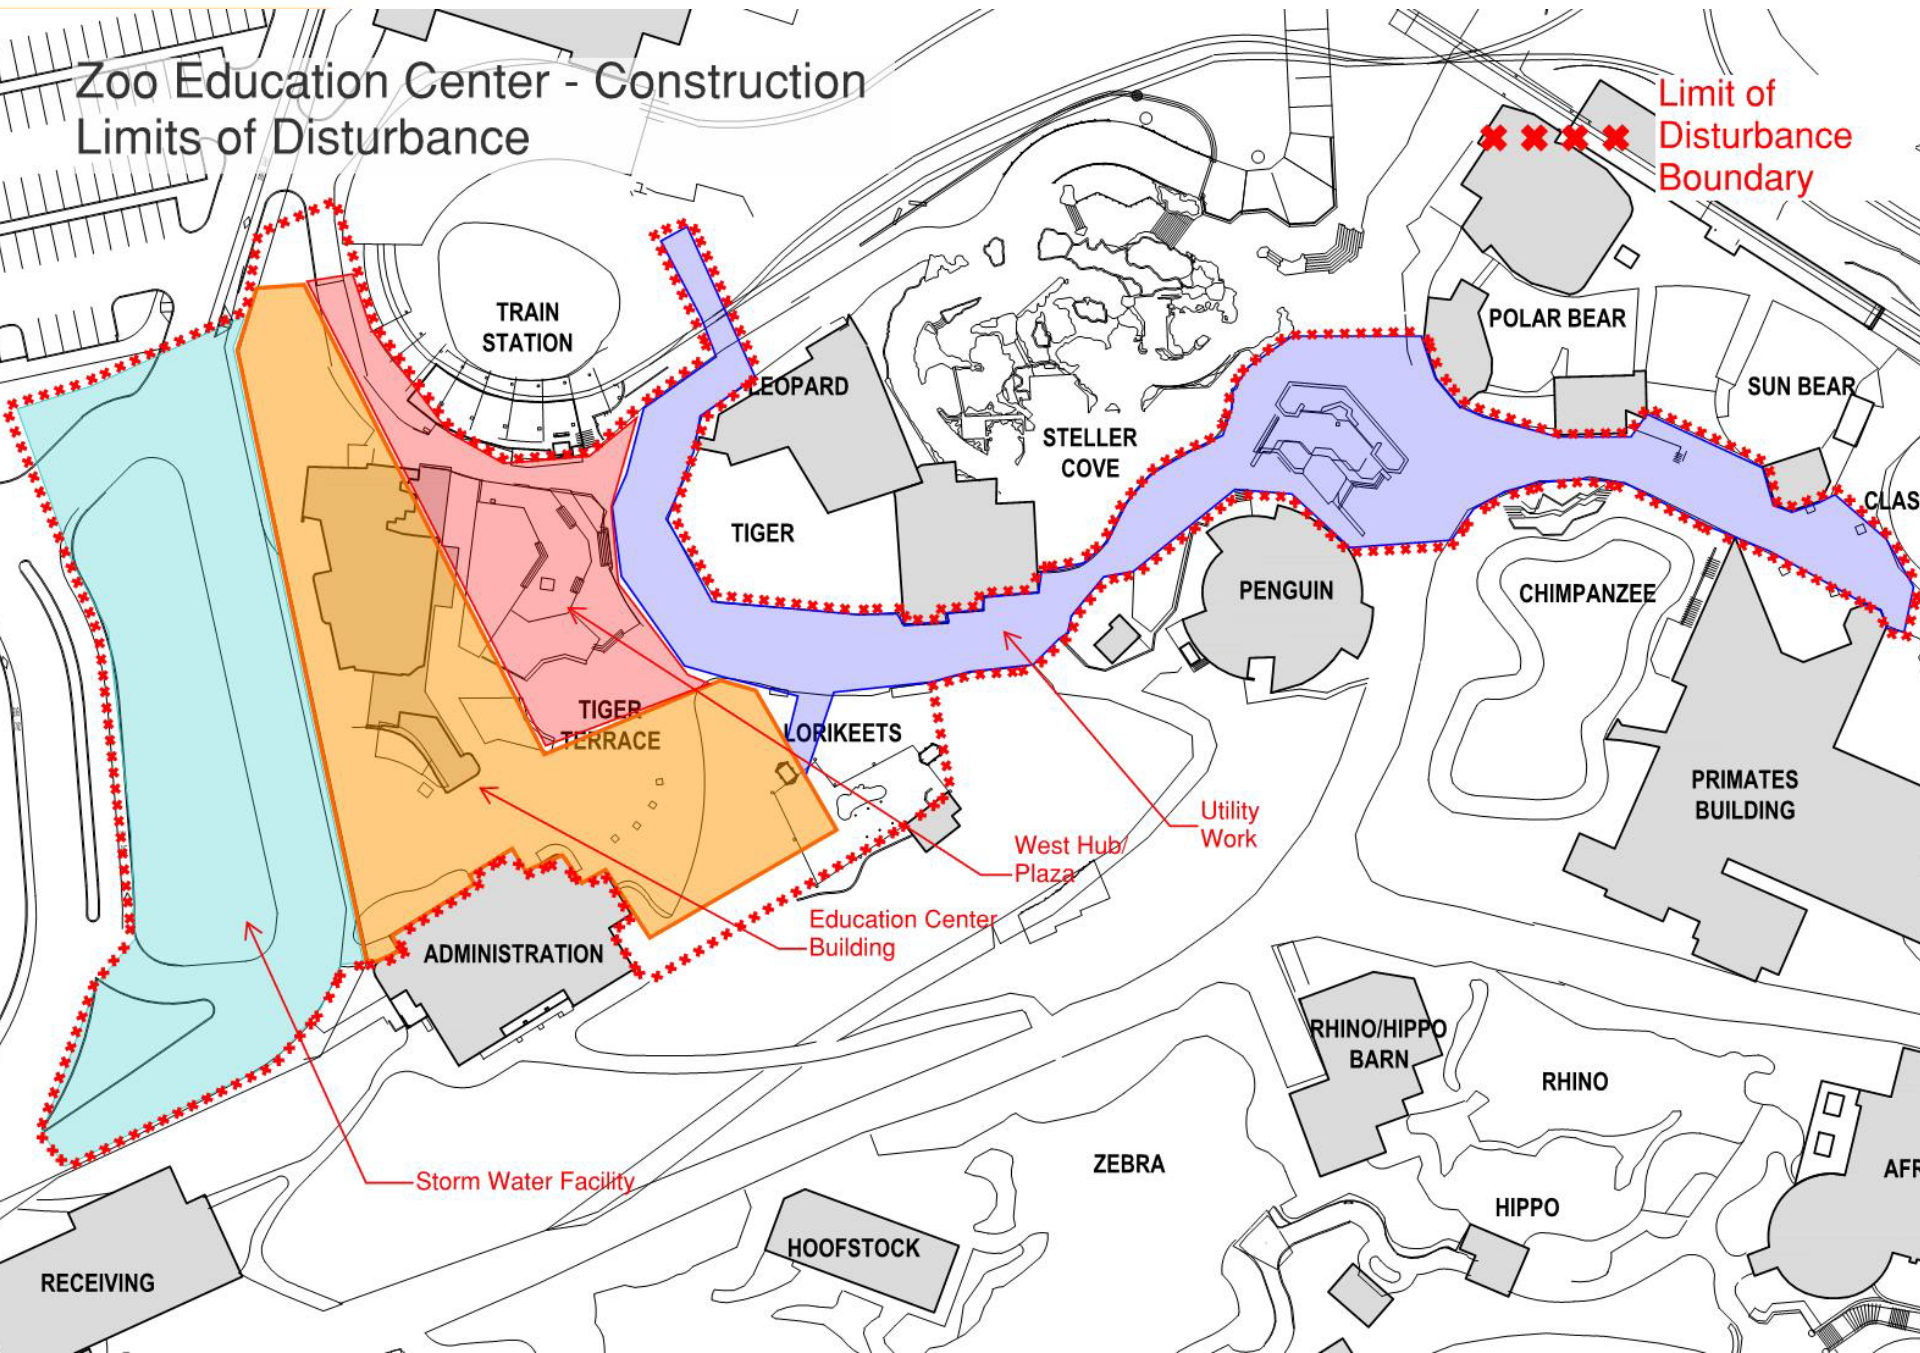 Zoo Education Center - Construction
Limits of Disturbance
Limit of
Disturbance
Boundary
TRAIN
STATION
LEOPARD
POLAR BEAR
SUN BEAR
STELLER
COVE
CLAS
TIGER
PENGUIN
CHIMPANZEE
TIGER
TERRACE
LORIKEETS
PRIMATES
BUILDING
Utility
Work
West Hub/
Plaza
Education Center
Building
ADMINISTRATION
RHINO/HIPPO
BARN
RHINO
ZEBRA
Storm Water Facility
AFR
HIPPO
HOOFSTOCK
RECEIVING